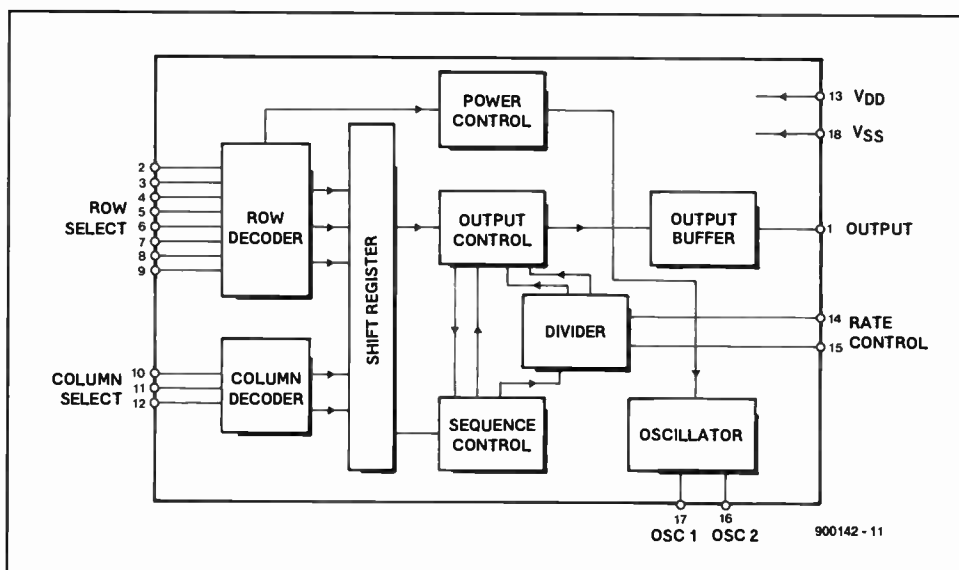 POWER
CONTROL
13 VDD
18 VSS
2
3
4
5
6
7
8
9
ROW
SELECT
ROW
DECODER
SHIFT REGISTER
OUTPUT
CONTROL
OUTPUT
BUFFER
1 OUTPUT
DIVIDER
14
15
RATE
CONTROL
COLUMN
SELECT
10
11
12
COLUMN
DECODER
SEQUENCE
CONTROL
OSCILLATOR
17
16
OSC 1
OSC 2
900142 - 11